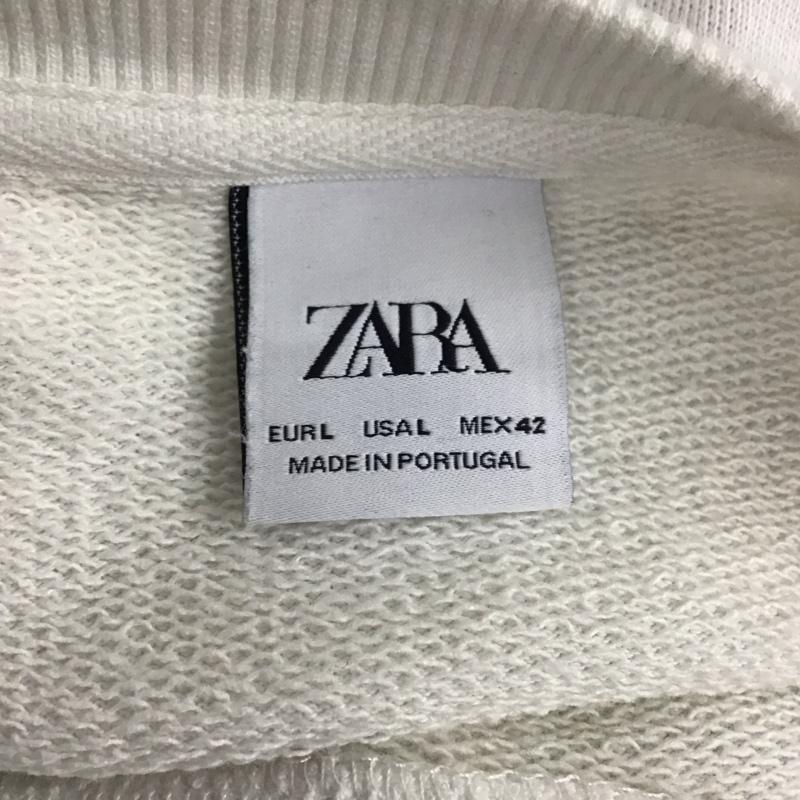 ZARA
EUR L USA L MEX 42
MADE IN PORTUGAL